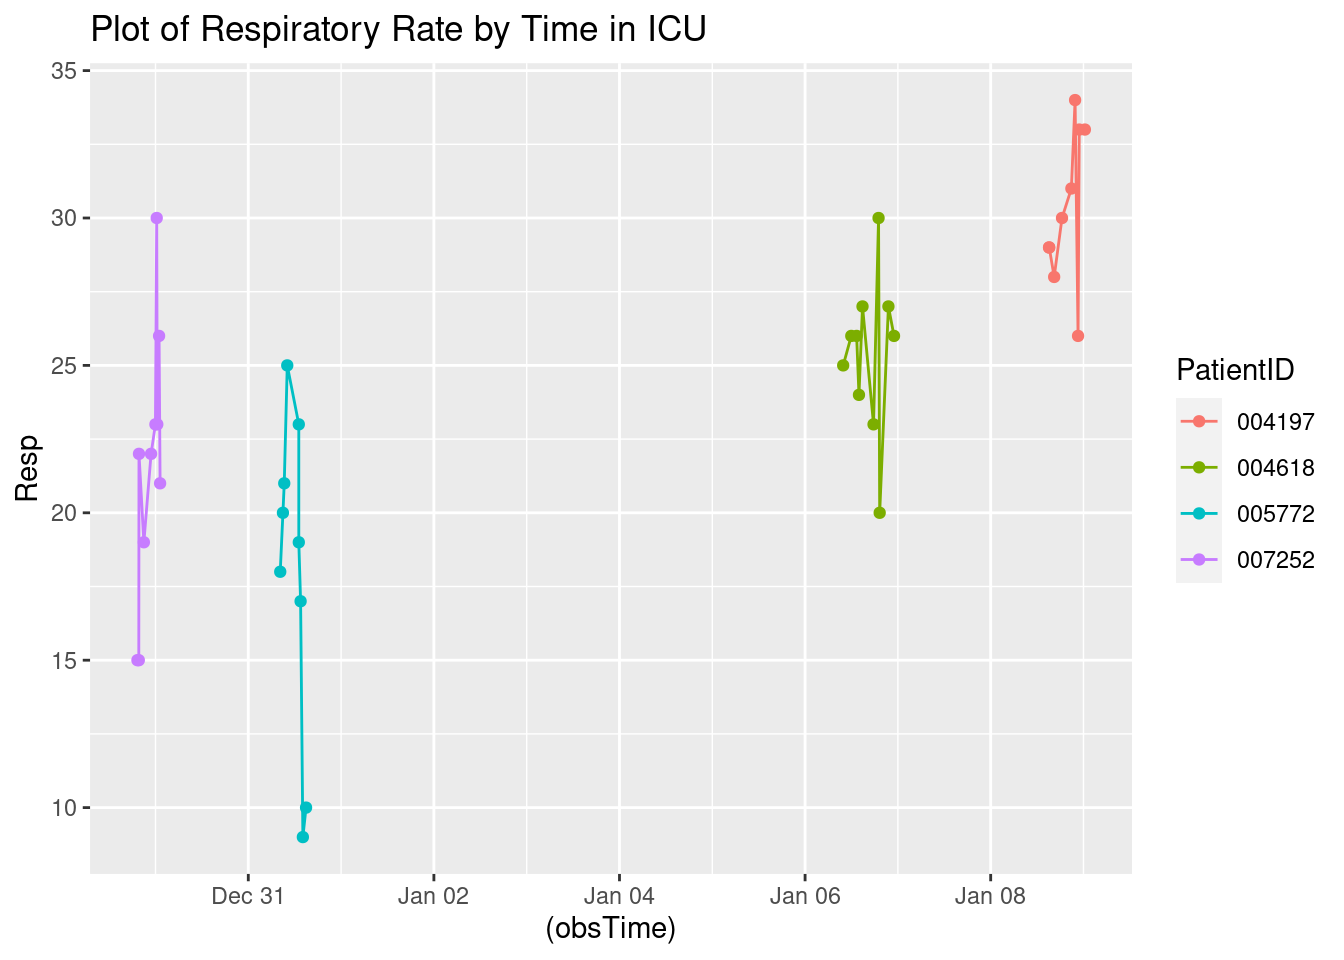 Plot of Respiratory Rate by Time in ICU
35
30
25
20
15
10
Resp
Dec 31
Jan 02
Jan 04
Jan 06
Jan 08
(obsTime)
PatientID
004197
004618
005772
007252